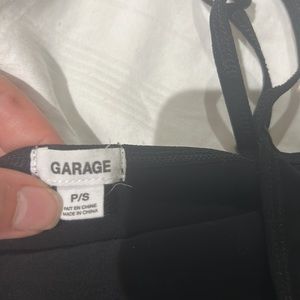 GARAGE
P/S
FAIT EN CHINE
MADE IN CHINA